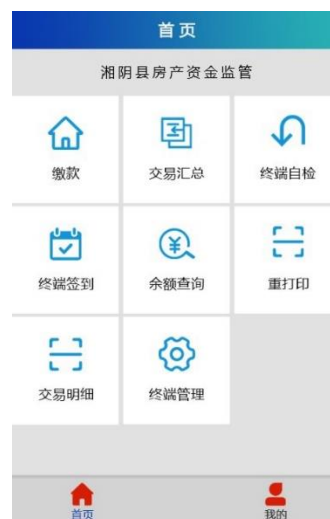 首页
湘阴县房产资金监管
缴款
交易汇总
终端自检
终端签到
余额查询
重打印
交易明细
终端管理
首页
我的